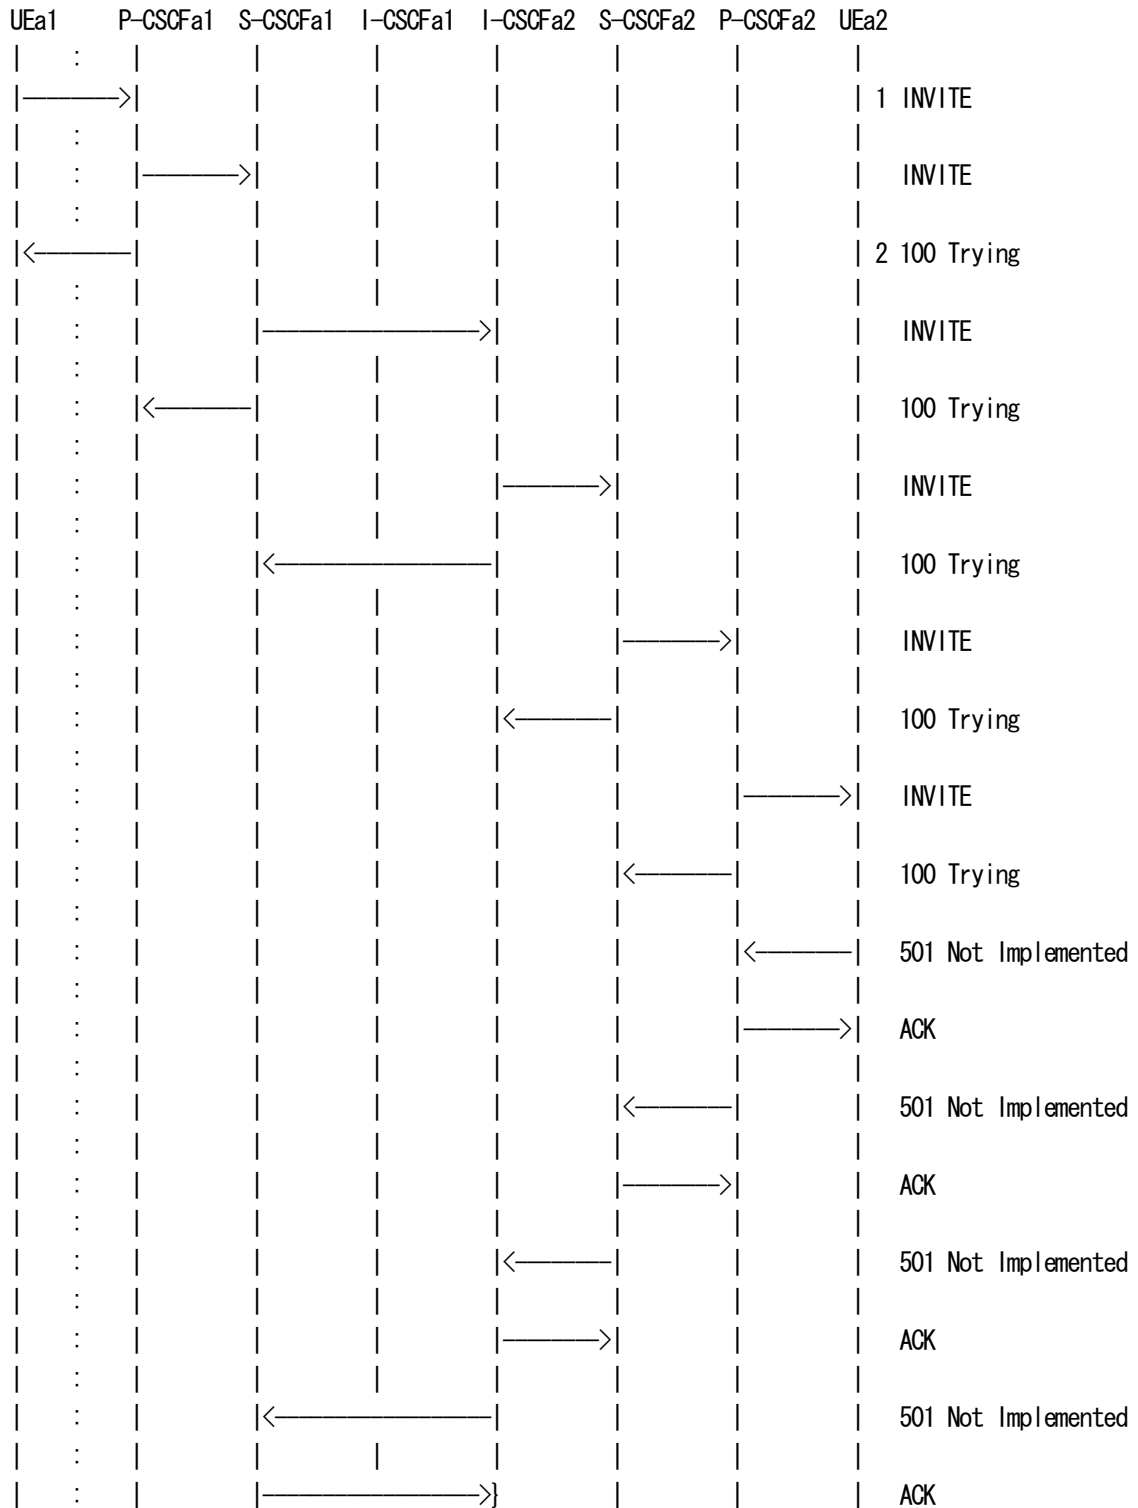 UEa1 P-CSCFa1 S-CSCFa1 I-CSCFa1 I-CSCFa2 S-CSCFa2 P-CSCFa2 UEa2
1 INVITE
INVITE
2 100 Trying
INVITE
100 Trying
INVITE
100 Trying
INVITE
100 Trying
INVITE
100 Trying
501 Not Implemented
ACK
501 Not Implemented
ACK
501 Not Implemented
ACK
501 Not Implemented
ACK